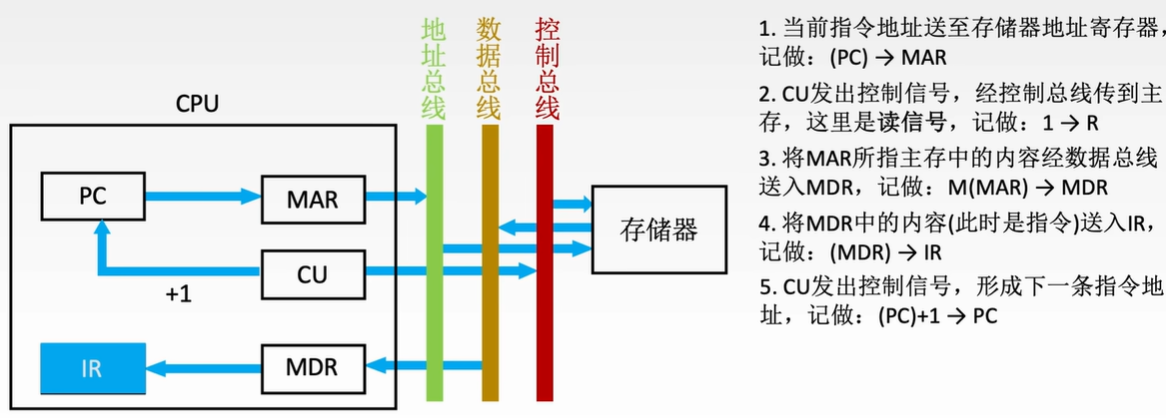 地址总线
数据总线
控制总线
CPU
PC
MAR
CU
+1
IR
MDR
存储器
1. 当前指令地址送至存储器地址寄存器，
记做：(PC) → MAR
2. CU发出控制信号，经控制总线传到主
存，这里是读信号，记做：1 → R
3. 将MAR所指主存中的内容经数据总线
送入MDR，记做：M(MAR) → MDR
4. 将MDR中的内容(此时是指令)送入IR，
记做：(MDR) → IR
5. CU发出控制信号，形成下一条指令地
址，记做：(PC)+1 → PC